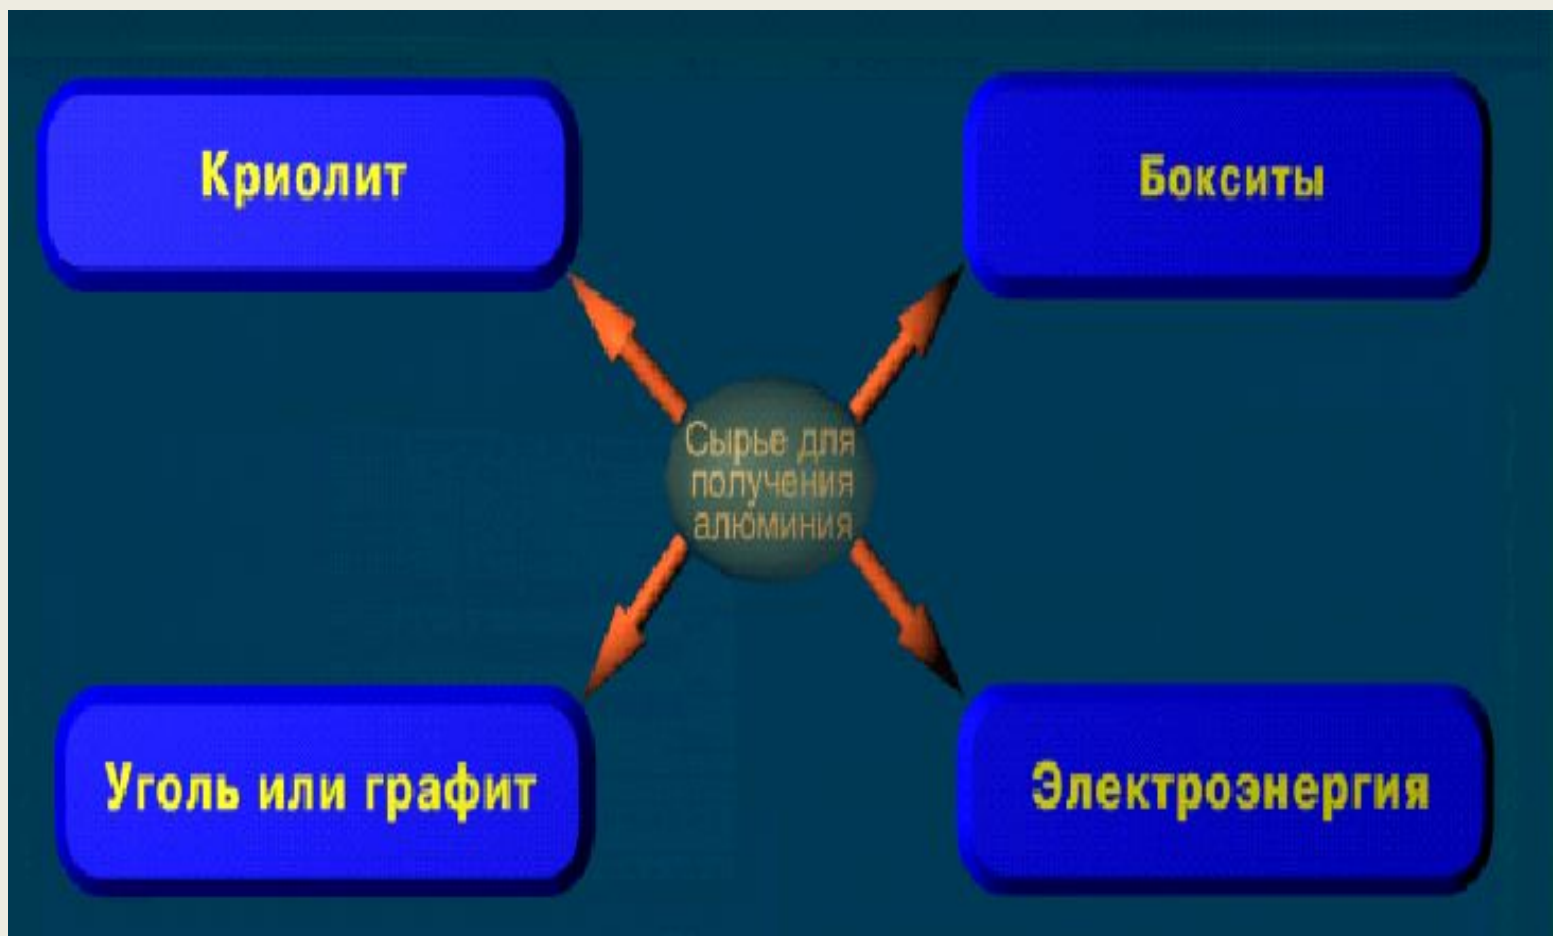 Криолит
Бокситы
Сырье для
получения
алюминия
Уголь или графит
Электроэнергия